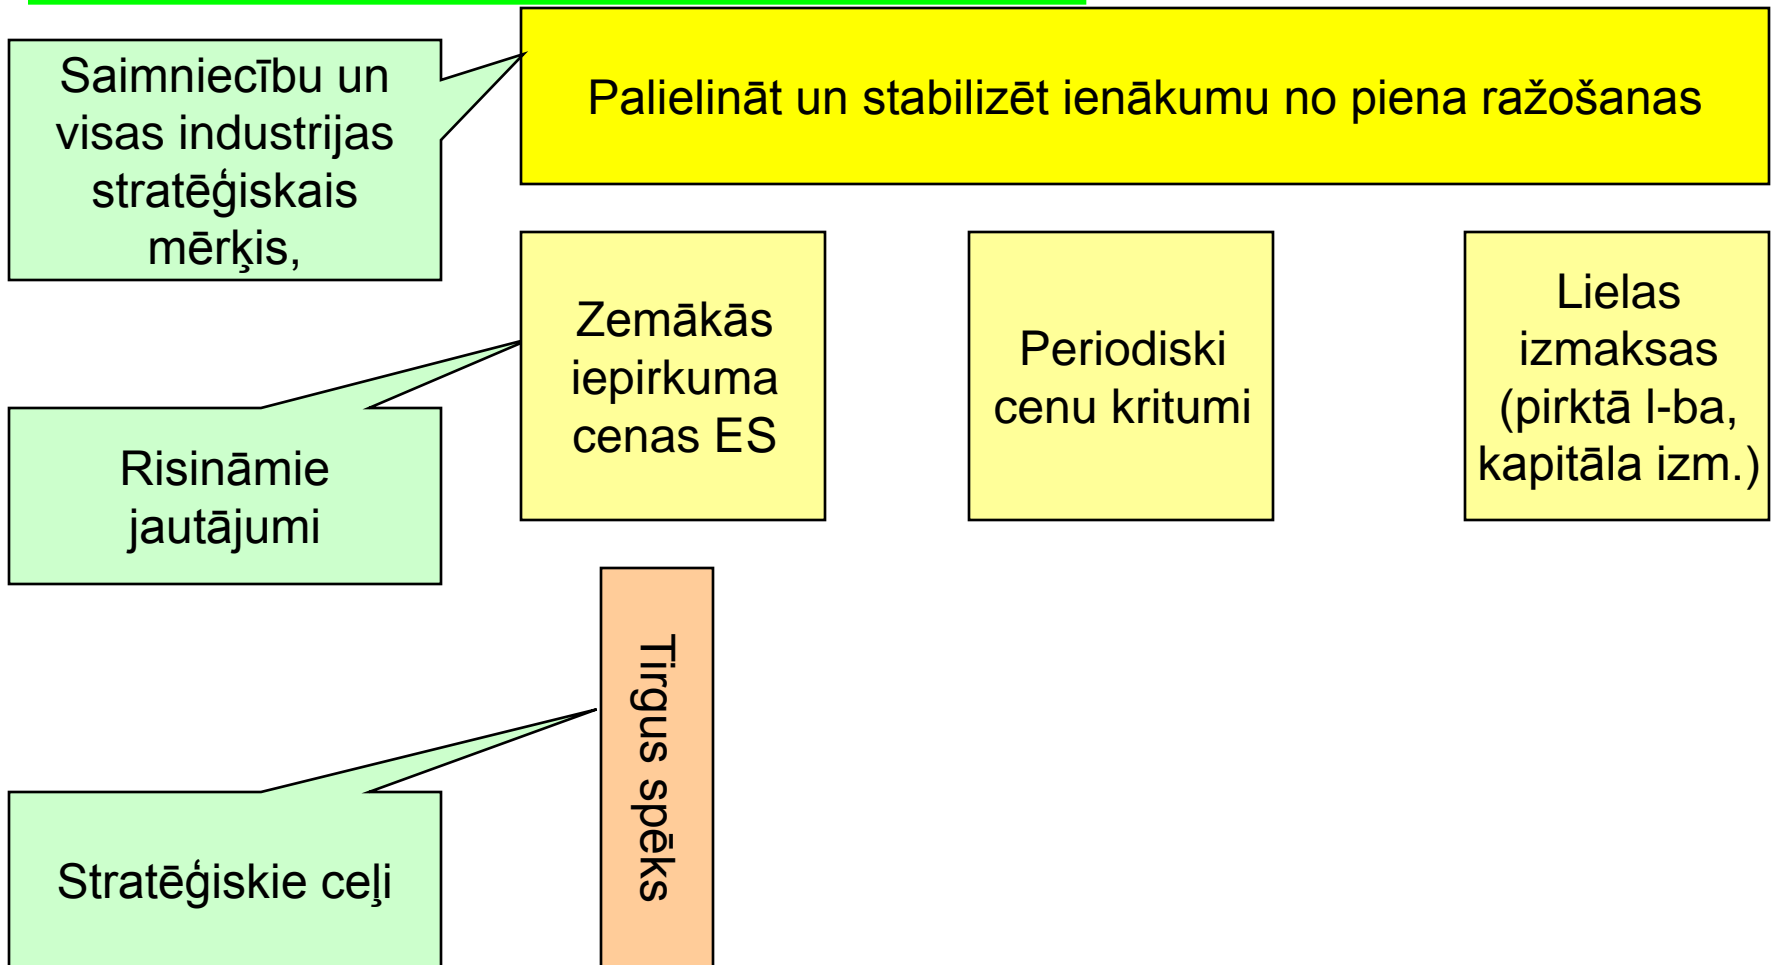 Saimniecību un
visas industrijas
stratēģiskais
mērķis,
Palielināt un stabilizēt ienākumu no piena ražošanas
Risināmie
jautājumi
Zemākās
iepirkuma
cenas ES
Periodiski
cenu kritumi
Lielas
izmaksas
(pirktā l-ba,
kapitāla izm.)
Stratēģiskie ceļi
Tirgus spēks